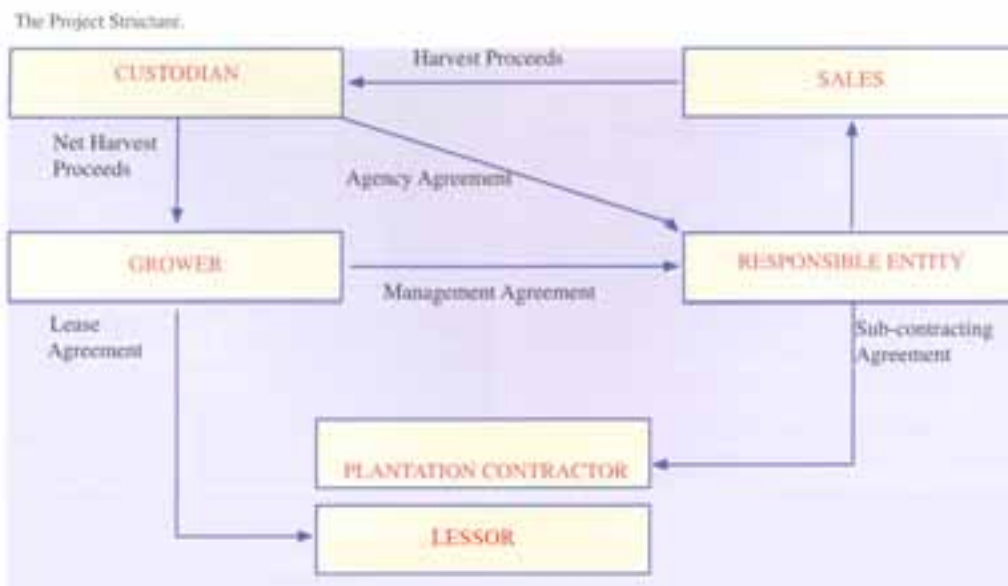 The Project Structure.
CUSTODIAN
Harvest Proceeds
SALES
Net Harvest
Proceeds
Agency Agreement
GROWER
RESPONSIBLE ENTITY
Management Agreement
Lease
Agreement
Sub-contracting
Agreement
PLANTATION CONTRACTOR
LESSOR